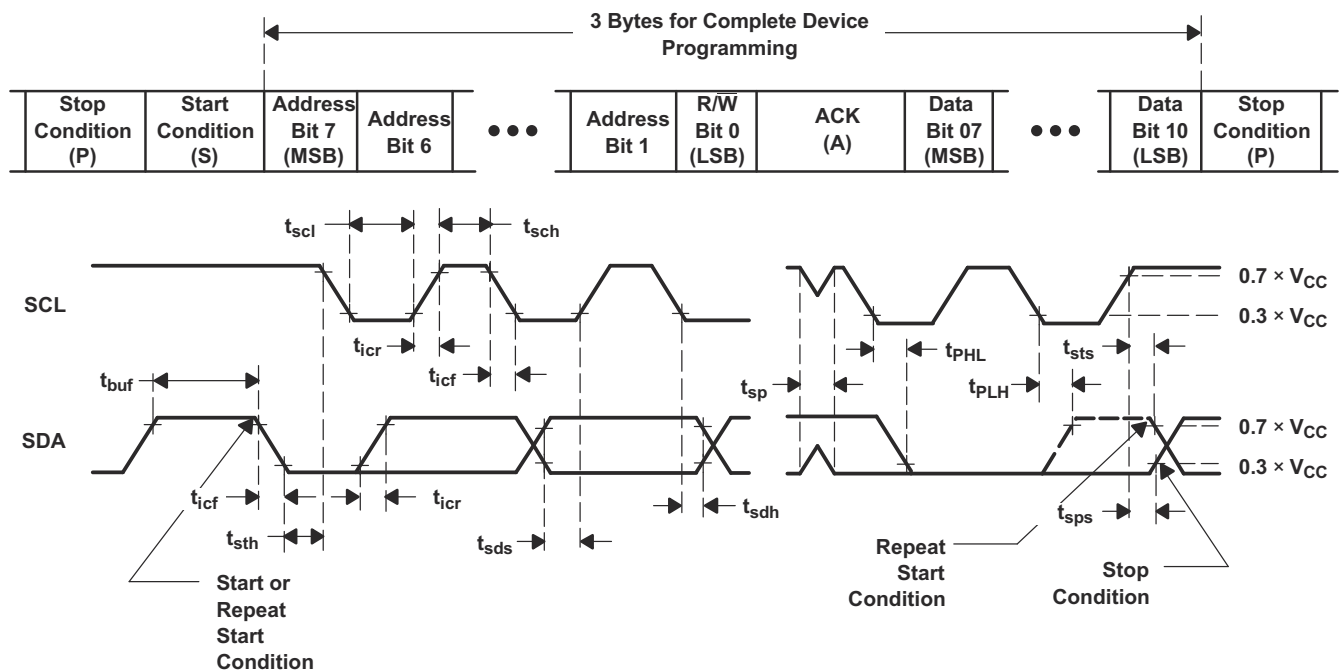 3 Bytes for Complete Device
Programming
Stop
Condition
(P)
Start
Condition
(S)
Address
Bit 7
(MSB)
Address
Bit 6
•••
Address
Bit 1
R/W̅
Bit 0
(LSB)
ACK
(A)
Data
Bit 07
(MSB)
•••
Data
Bit 10
(LSB)
Stop
Condition
(P)
tscl
tsch
0.7 × VCC
SCL
0.3 × VCC
ticr
tPHL
tsts
tbuf
ticf
tsp
tPLH
SDA
0.7 × VCC
0.3 × VCC
ticf
ticr
tsdh
tsps
tsth
tsds
Repeat
Start
Condition
Stop
Condition
Start or
Repeat
Start
Condition